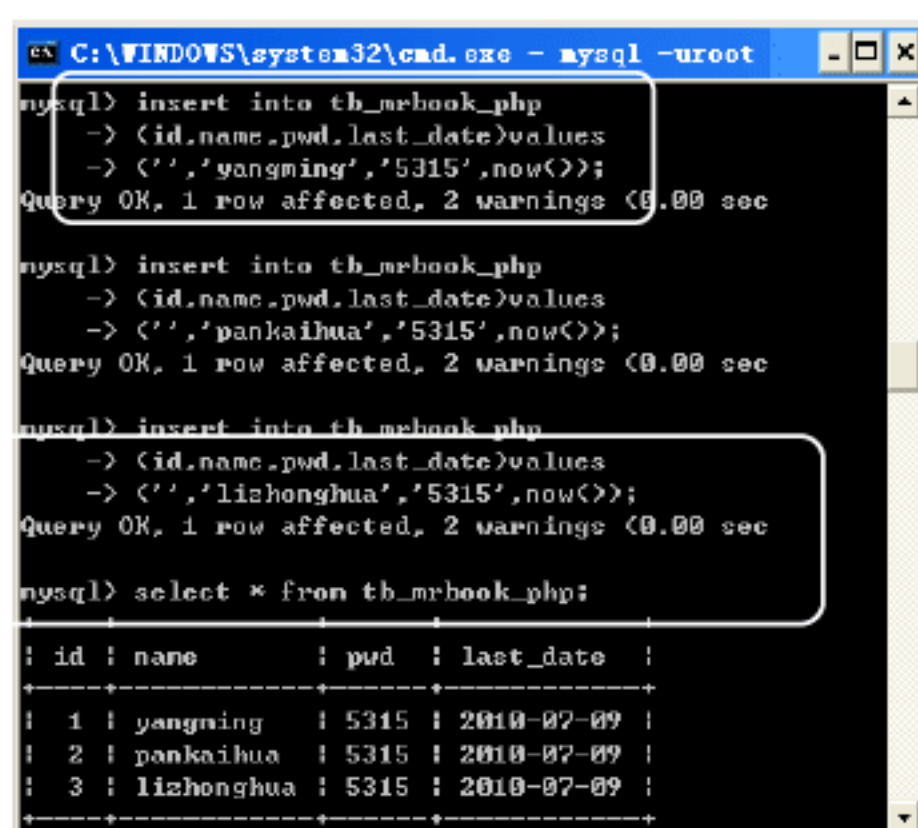 C:\WINDOWS\system32\cmd.exe - mysql -uroot
mysql> insert into tb_mrbook_php
-> (id,name,pwd,last_date)values
-> ('','yangming','5315',now());
Query OK, 1 row affected, 2 warnings (0.00 sec
mysql> insert into tb_mrbook_php
-> (id,name,pwd,last_date)values
-> ('','pankaihua','5315',now());
Query OK, 1 row affected, 2 warnings (0.00 sec
mysql> insert into tb_mrbook_php
-> (id,name,pwd,last_date)values
-> ('','lizhonghua','5315',now());
Query OK, 1 row affected, 2 warnings (0.00 sec
mysql> select * from tb_mrbook_php;
+----+------------+------+------------+
| id | name       | pwd  | last_date  |
+----+------------+------+------------+
|  1 | yangming   | 5315 | 2010-07-09 |
|  2 | pankaihua  | 5315 | 2010-07-09 |
|  3 | lizhonghua | 5315 | 2010-07-09 |
+----+------------+------+------------+